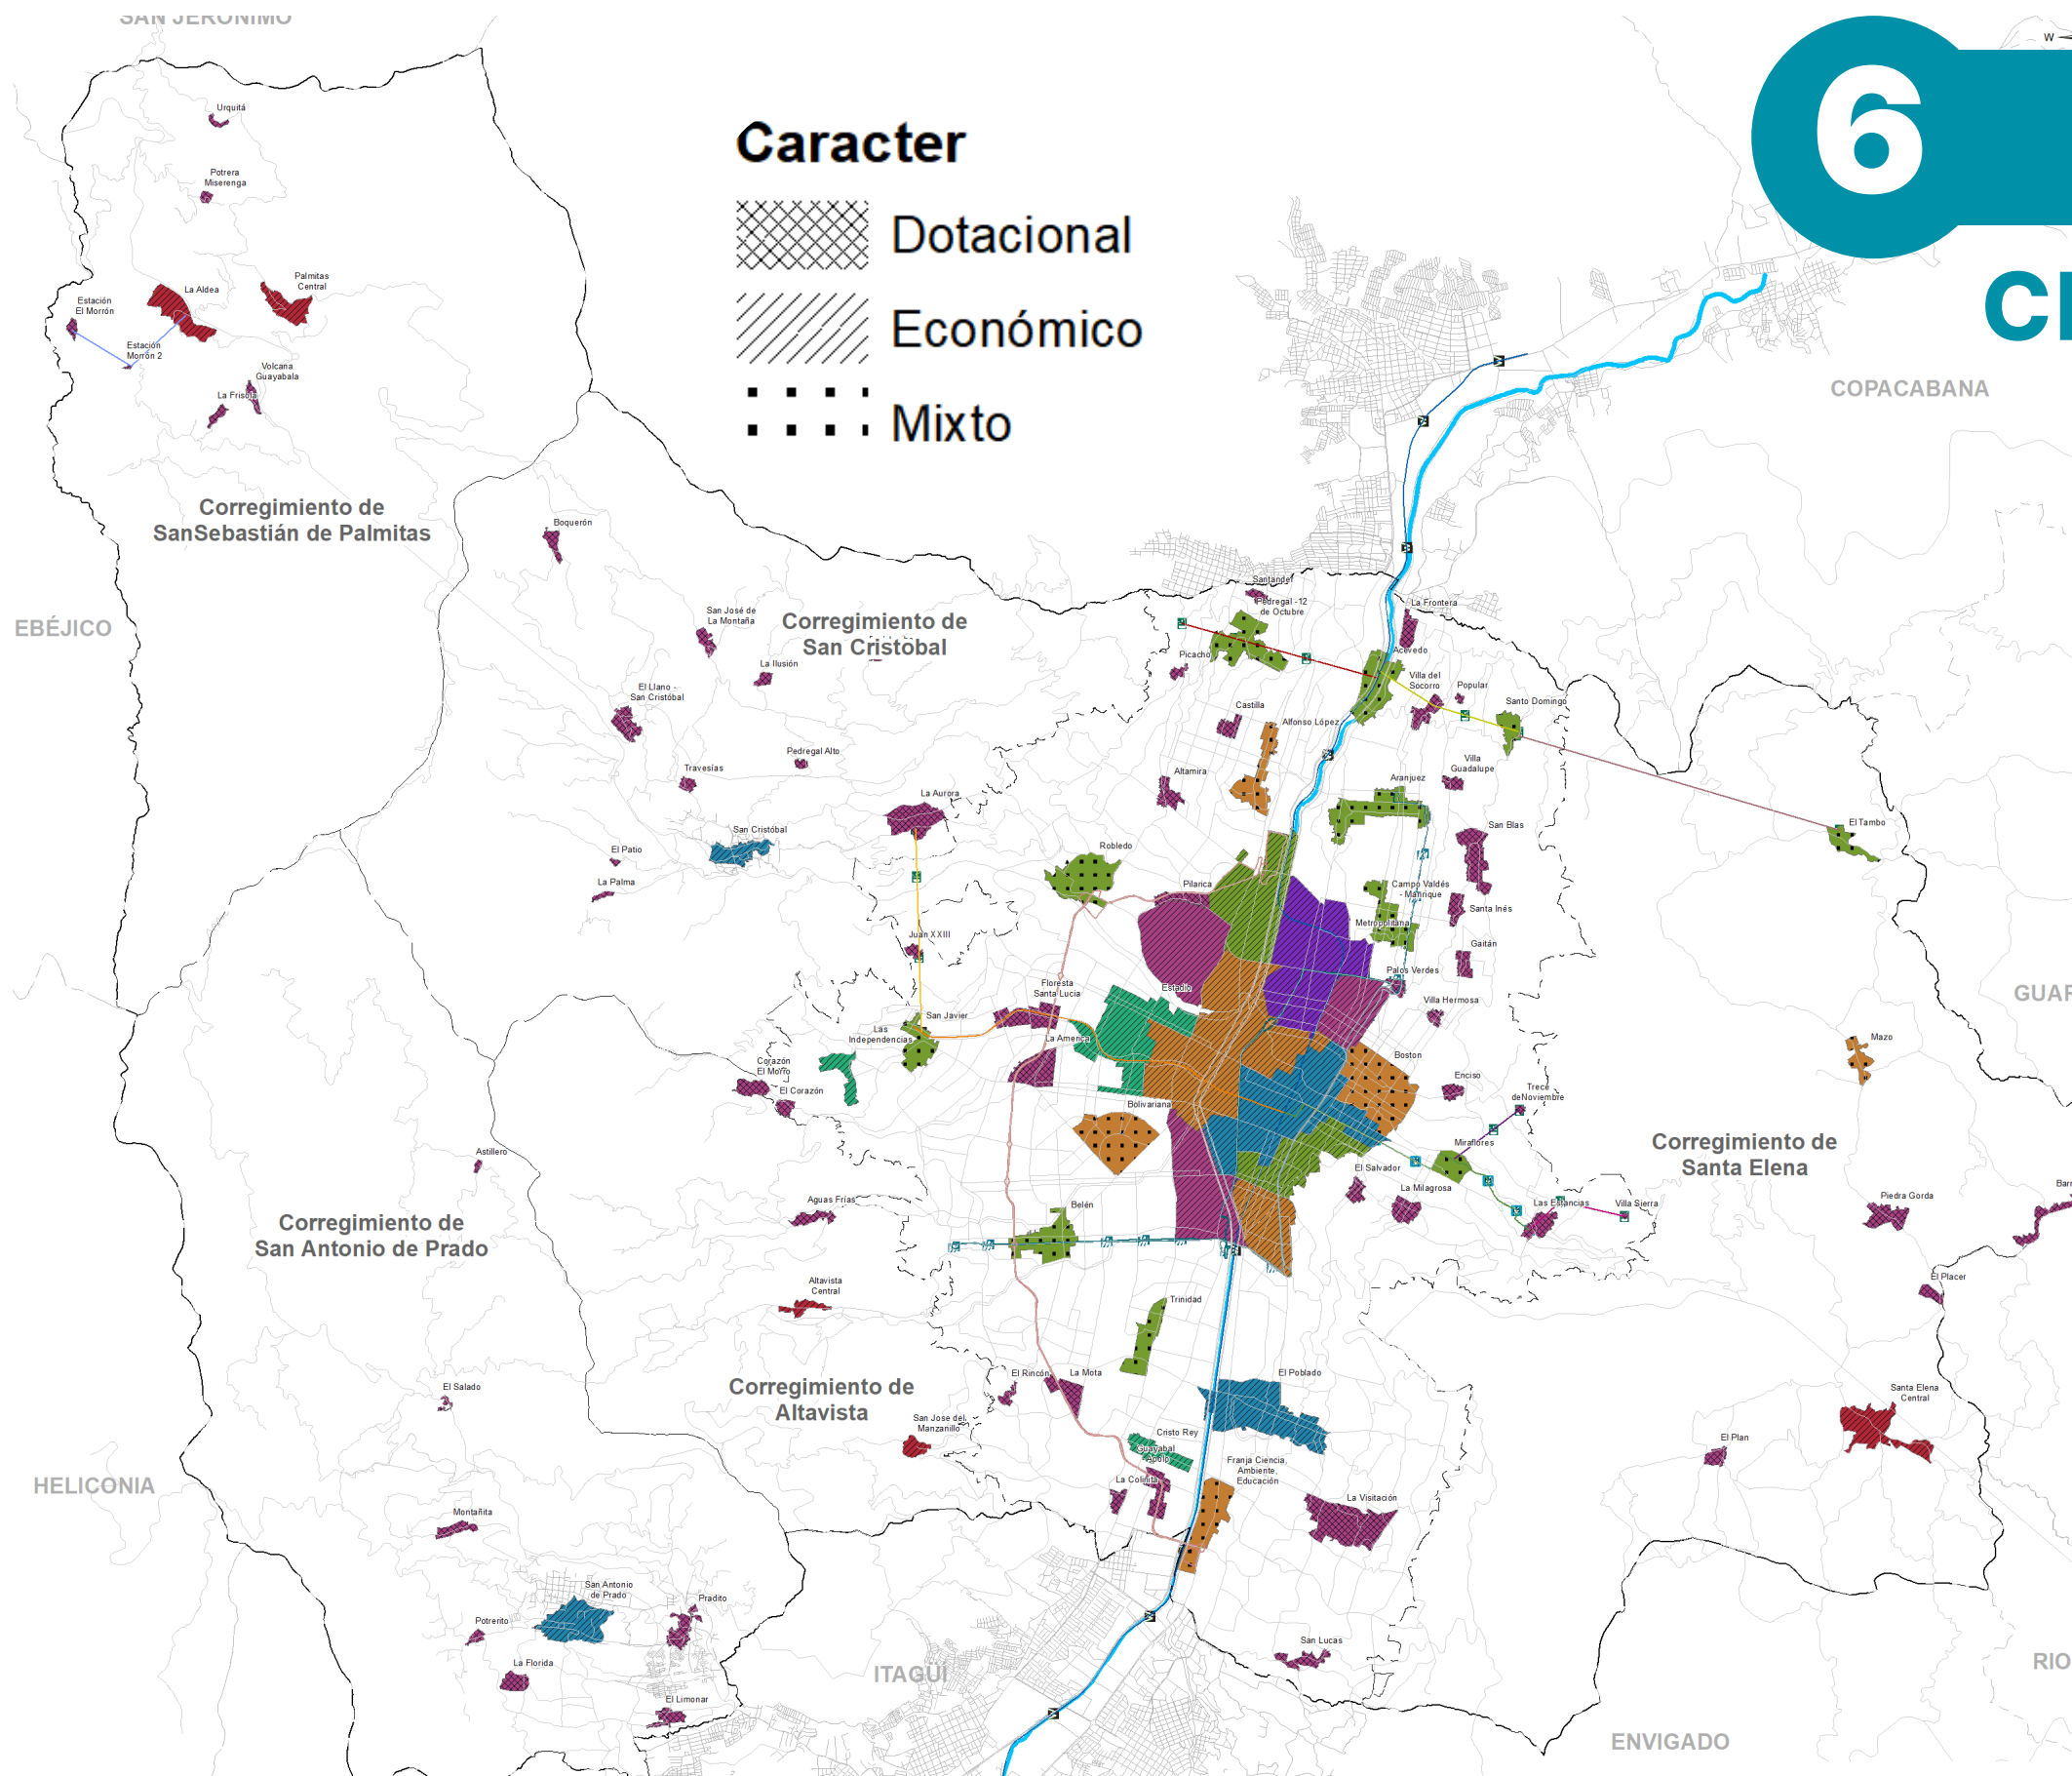 SAN JERÓNIMO
W
6
Caracter
Dotacional
Económico
Mixto
Urquitá
Potrera
Miserenga
La Aldea
Palmitas
Central
Estación
El Morrón
Estación
Morrón 2
Volcana
Guayabala
La Frisola
COPACABANA
Corregimiento de
SanSebastián de Palmitas
Boquerón
EBÉJICO
San José de
La Montaña
Corregimiento de
San Cristóbal
La Ilusión
El Llano -
San Cristóbal
Pedregal Alto
Travesías
La Aurora
San Cristóbal
El Patio
La Palma
Santander
Pedregal -12
de Octubre
La Frontera
Picacho
Acevedo
Villa del
Socorro
Popular
Santo Domingo
Castilla
Alfonso López
Villa
Guadalupe
Altamira
Aranjuez
San Blas
El Tambo
Robledo
Pilarica
Campo Valdés
- Manrique
Santa Inés
Metropolitana
Juan XXIII
Gaitán
Palos Verdes
Floresta
Santa Lucia
Estadio
GUAR
Villa Hermosa
San Javier
Las
Independencias
La America
Mazo
Boston
Corazón
El Morro
El Corazón
Enciso
Trece
deNoviembre
Bolivariana
Corregimiento de
Santa Elena
Miraflores
Astillero
El Salvador
La Milagrosa
Aguas Frías
Belén
Las Estancias
Villa Sierra
Piedra Gorda
Barr
Corregimiento de
San Antonio de Prado
Altavista
Central
El Placer
Trinidad
El Rincón
La Mota
El Poblado
El Salado
Corregimiento de
Altavista
Santa Elena
Central
San Jose del
Manzanillo
Cristo Rey
Guayabal
El Plan
HELICONIA
La Colinita
Franja Ciencia,
Ambiente,
Educación
La Visitación
Montañita
San Antonio
de Prado
Pradito
Potrerito
La Florida
San Lucas
ITAGÜÍ
RIO
El Limonar
ENVIGADO